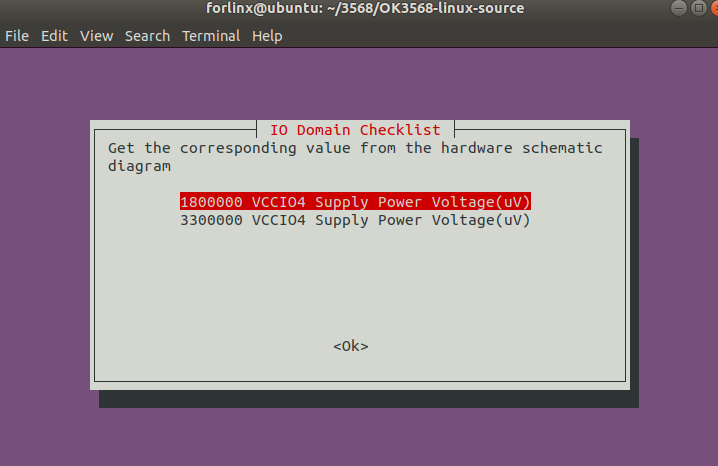 forlinx@ubuntu: ~/3568/OK3568-linux-source
File Edit View Search Terminal Help
IO Domain Checklist
Get the corresponding value from the hardware schematic
diagram
1800000 VCCIO4 Supply Power Voltage(uV)
3300000 VCCIO4 Supply Power Voltage(uV)
<Ok>